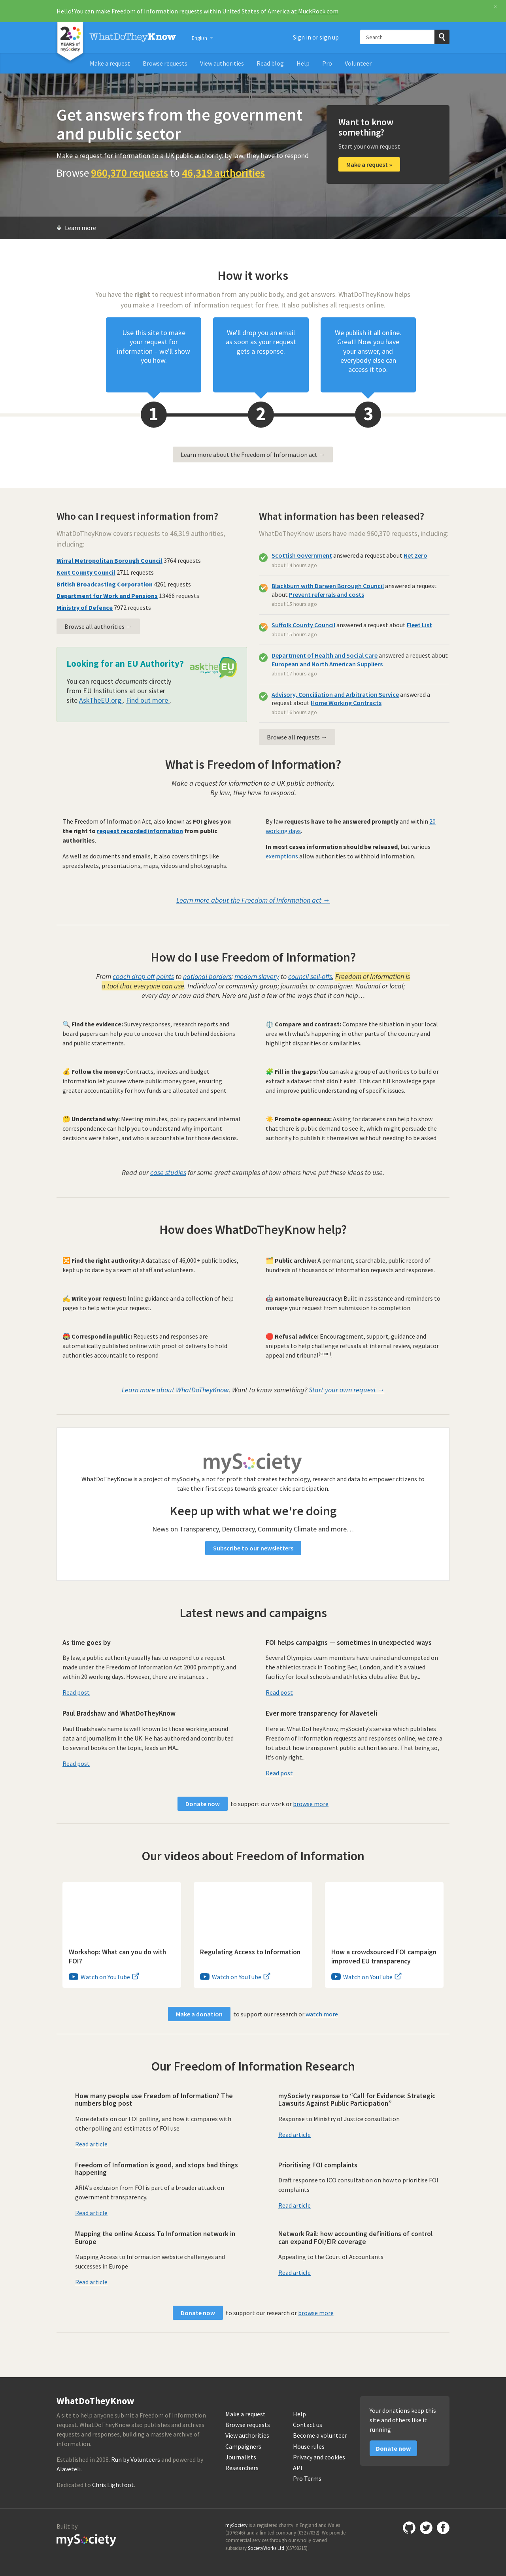 Hello! You can make Freedom of Information requests within United States of America at MuckRock.com
×
20
YEARS of
mySociety
WhatDoTheyKnow
English
Sign in or sign up
Search
Make a request
Browse requests
View authorities
Read blog
Help
Pro
Volunteer
Get answers from the government
and public sector
Make a request for information to a UK public authority: by law, they have to respond
Browse 960,370 requests to 46,319 authorities
Want to know
something?
Start your own request
Make a request »
Learn more
How it works
You have the right to request information from any public body, and get answers. WhatDoTheyKnow helps
you make a Freedom of Information request for free. It also publishes all requests online.
Use this site to make
your request for
information – we'll show
you how.
We'll drop you an email
as soon as your request
gets a response.
We publish it all online.
Great! Now you have
your answer, and
everybody else can
access it too.
1
2
3
Learn more about the Freedom of Information act →
Who can I request information from?
WhatDoTheyKnow covers requests to 46,319 authorities,
including:
Wirral Metropolitan Borough Council 3764 requests
Kent County Council 2711 requests
British Broadcasting Corporation 4261 requests
Department for Work and Pensions 13466 requests
Ministry of Defence 7972 requests
Browse all authorities →
Looking for an EU Authority?
asktheEU
it's your right
You can request documents directly
from EU Institutions at our sister
site AskTheEU.org . Find out more .
What information has been released?
WhatDoTheyKnow users have made 960,370 requests, including:
Scottish Government answered a request about Net zero
about 14 hours ago
Blackburn with Darwen Borough Council answered a request
about Prevent referrals and costs
about 15 hours ago
Suffolk County Council answered a request about Fleet List
about 15 hours ago
Department of Health and Social Care answered a request about
European and North American Suppliers
about 17 hours ago
Advisory, Conciliation and Arbitration Service answered a
request about Home Working Contracts
about 16 hours ago
Browse all requests →
What is Freedom of Information?
Make a request for information to a UK public authority.
By law, they have to respond.
The Freedom of Information Act, also known as FOI gives you
the right to request recorded information from public
authorities.
As well as documents and emails, it also covers things like
spreadsheets, presentations, maps, videos and photographs.
By law requests have to be answered promptly and within 20
working days.
In most cases information should be released, but various
exemptions allow authorities to withhold information.
Learn more about the Freedom of Information act →
How do I use Freedom of Information?
From coach drop off points to national borders; modern slavery to council sell-offs, Freedom of Information is
a tool that everyone can use. Individual or community group; journalist or campaigner. National or local;
every day or now and then. Here are just a few of the ways that it can help…
🔍 Find the evidence: Survey responses, research reports and
board papers can help you to uncover the truth behind decisions
and public statements.
⚖️ Compare and contrast: Compare the situation in your local
area with what's happening in other parts of the country and
highlight disparities or similarities.
💰 Follow the money: Contracts, invoices and budget
information let you see where public money goes, ensuring
greater accountability for how funds are allocated and spent.
🧩 Fill in the gaps: You can ask a group of authorities to build or
extract a dataset that didn't exist. This can fill knowledge gaps
and improve public understanding of specific issues.
🤔 Understand why: Meeting minutes, policy papers and internal
correspondence can help you to understand why important
decisions were taken, and who is accountable for those decisions.
☀️ Promote openness: Asking for datasets can help to show
that there is public demand to see it, which might persuade the
authority to publish it themselves without needing to be asked.
Read our case studies for some great examples of how others have put these ideas to use.
How does WhatDoTheyKnow help?
🔀 Find the right authority: A database of 46,000+ public bodies,
kept up to date by a team of staff and volunteers.
🗂️ Public archive: A permanent, searchable, public record of
hundreds of thousands of information requests and responses.
✍️ Write your request: Inline guidance and a collection of help
pages to help write your request.
🤖 Automate bureaucracy: Built in assistance and reminders to
manage your request from submission to completion.
📮 Correspond in public: Requests and responses are
automatically published online with proof of delivery to hold
authorities accountable to respond.
🛑 Refusal advice: Encouragement, support, guidance and
snippets to help challenge refusals at internal review, regulator
appeal and tribunal(soon).
Learn more about WhatDoTheyKnow. Want to know something? Start your own request →
mySociety
WhatDoTheyKnow is a project of mySociety, a not for profit that creates technology, research and data to empower citizens to
take their first steps towards greater civic participation.
Keep up with what we're doing
News on Transparency, Democracy, Community Climate and more…
Subscribe to our newsletters
Latest news and campaigns
As time goes by
By law, a public authority usually has to respond to a request
made under the Freedom of Information Act 2000 promptly, and
within 20 working days. However, there are instances...
Read post
FOI helps campaigns — sometimes in unexpected ways
Several Olympics team members have trained and competed on
the athletics track in Tooting Bec, London, and it's a valued
facility for local schools and athletics clubs alike. But by...
Read post
Paul Bradshaw and WhatDoTheyKnow
Paul Bradshaw's name is well known to those working around
data and journalism in the UK. He has authored and contributed
to several books on the topic, leads an MA...
Read post
Ever more transparency for Alaveteli
Here at WhatDoTheyKnow, mySociety's service which publishes
Freedom of Information requests and responses online, we care a
lot about how transparent public authorities are. That being so,
it's only right...
Read post
Donate now to support our work or browse more
Our videos about Freedom of Information
Workshop: What can you do with
FOI?
Watch on YouTube
Regulating Access to Information
Watch on YouTube
How a crowdsourced FOI campaign
improved EU transparency
Watch on YouTube
Make a donation to support our research or watch more
Our Freedom of Information Research
How many people use Freedom of Information? The
numbers blog post
More details on our FOI polling, and how it compares with
other polling and estimates of FOI use.
Read article
mySociety response to “Call for Evidence: Strategic
Lawsuits Against Public Participation”
Response to Ministry of Justice consultation
Read article
Freedom of Information is good, and stops bad things
happening
ARIA's exclusion from FOI is part of a broader attack on
government transparency.
Read article
Prioritising FOI complaints
Draft response to ICO consultation on how to prioritise FOI
complaints
Read article
Mapping the online Access To Information network in
Europe
Mapping Access to Information website challenges and
successes in Europe
Read article
Network Rail: how accounting definitions of control
can expand FOI/EIR coverage
Appealing to the Court of Accountants.
Read article
Donate now to support our research or browse more
WhatDoTheyKnow
A site to help anyone submit a Freedom of Information
request. WhatDoTheyKnow also publishes and archives
requests and responses, building a massive archive of
information.
Established in 2008. Run by Volunteers and powered by
Alaveteli.
Dedicated to Chris Lightfoot.
Make a request
Browse requests
View authorities
Campaigners
Journalists
Researchers
Help
Contact us
Become a volunteer
House rules
Privacy and cookies
API
Pro Terms
Your donations keep this
site and others like it
running
Donate now
Built by
mySociety
mySociety is a registered charity in England and Wales
(1076346) and a limited company (03277032). We provide
commercial services through our wholly owned
subsidiary SocietyWorks Ltd (05798215).